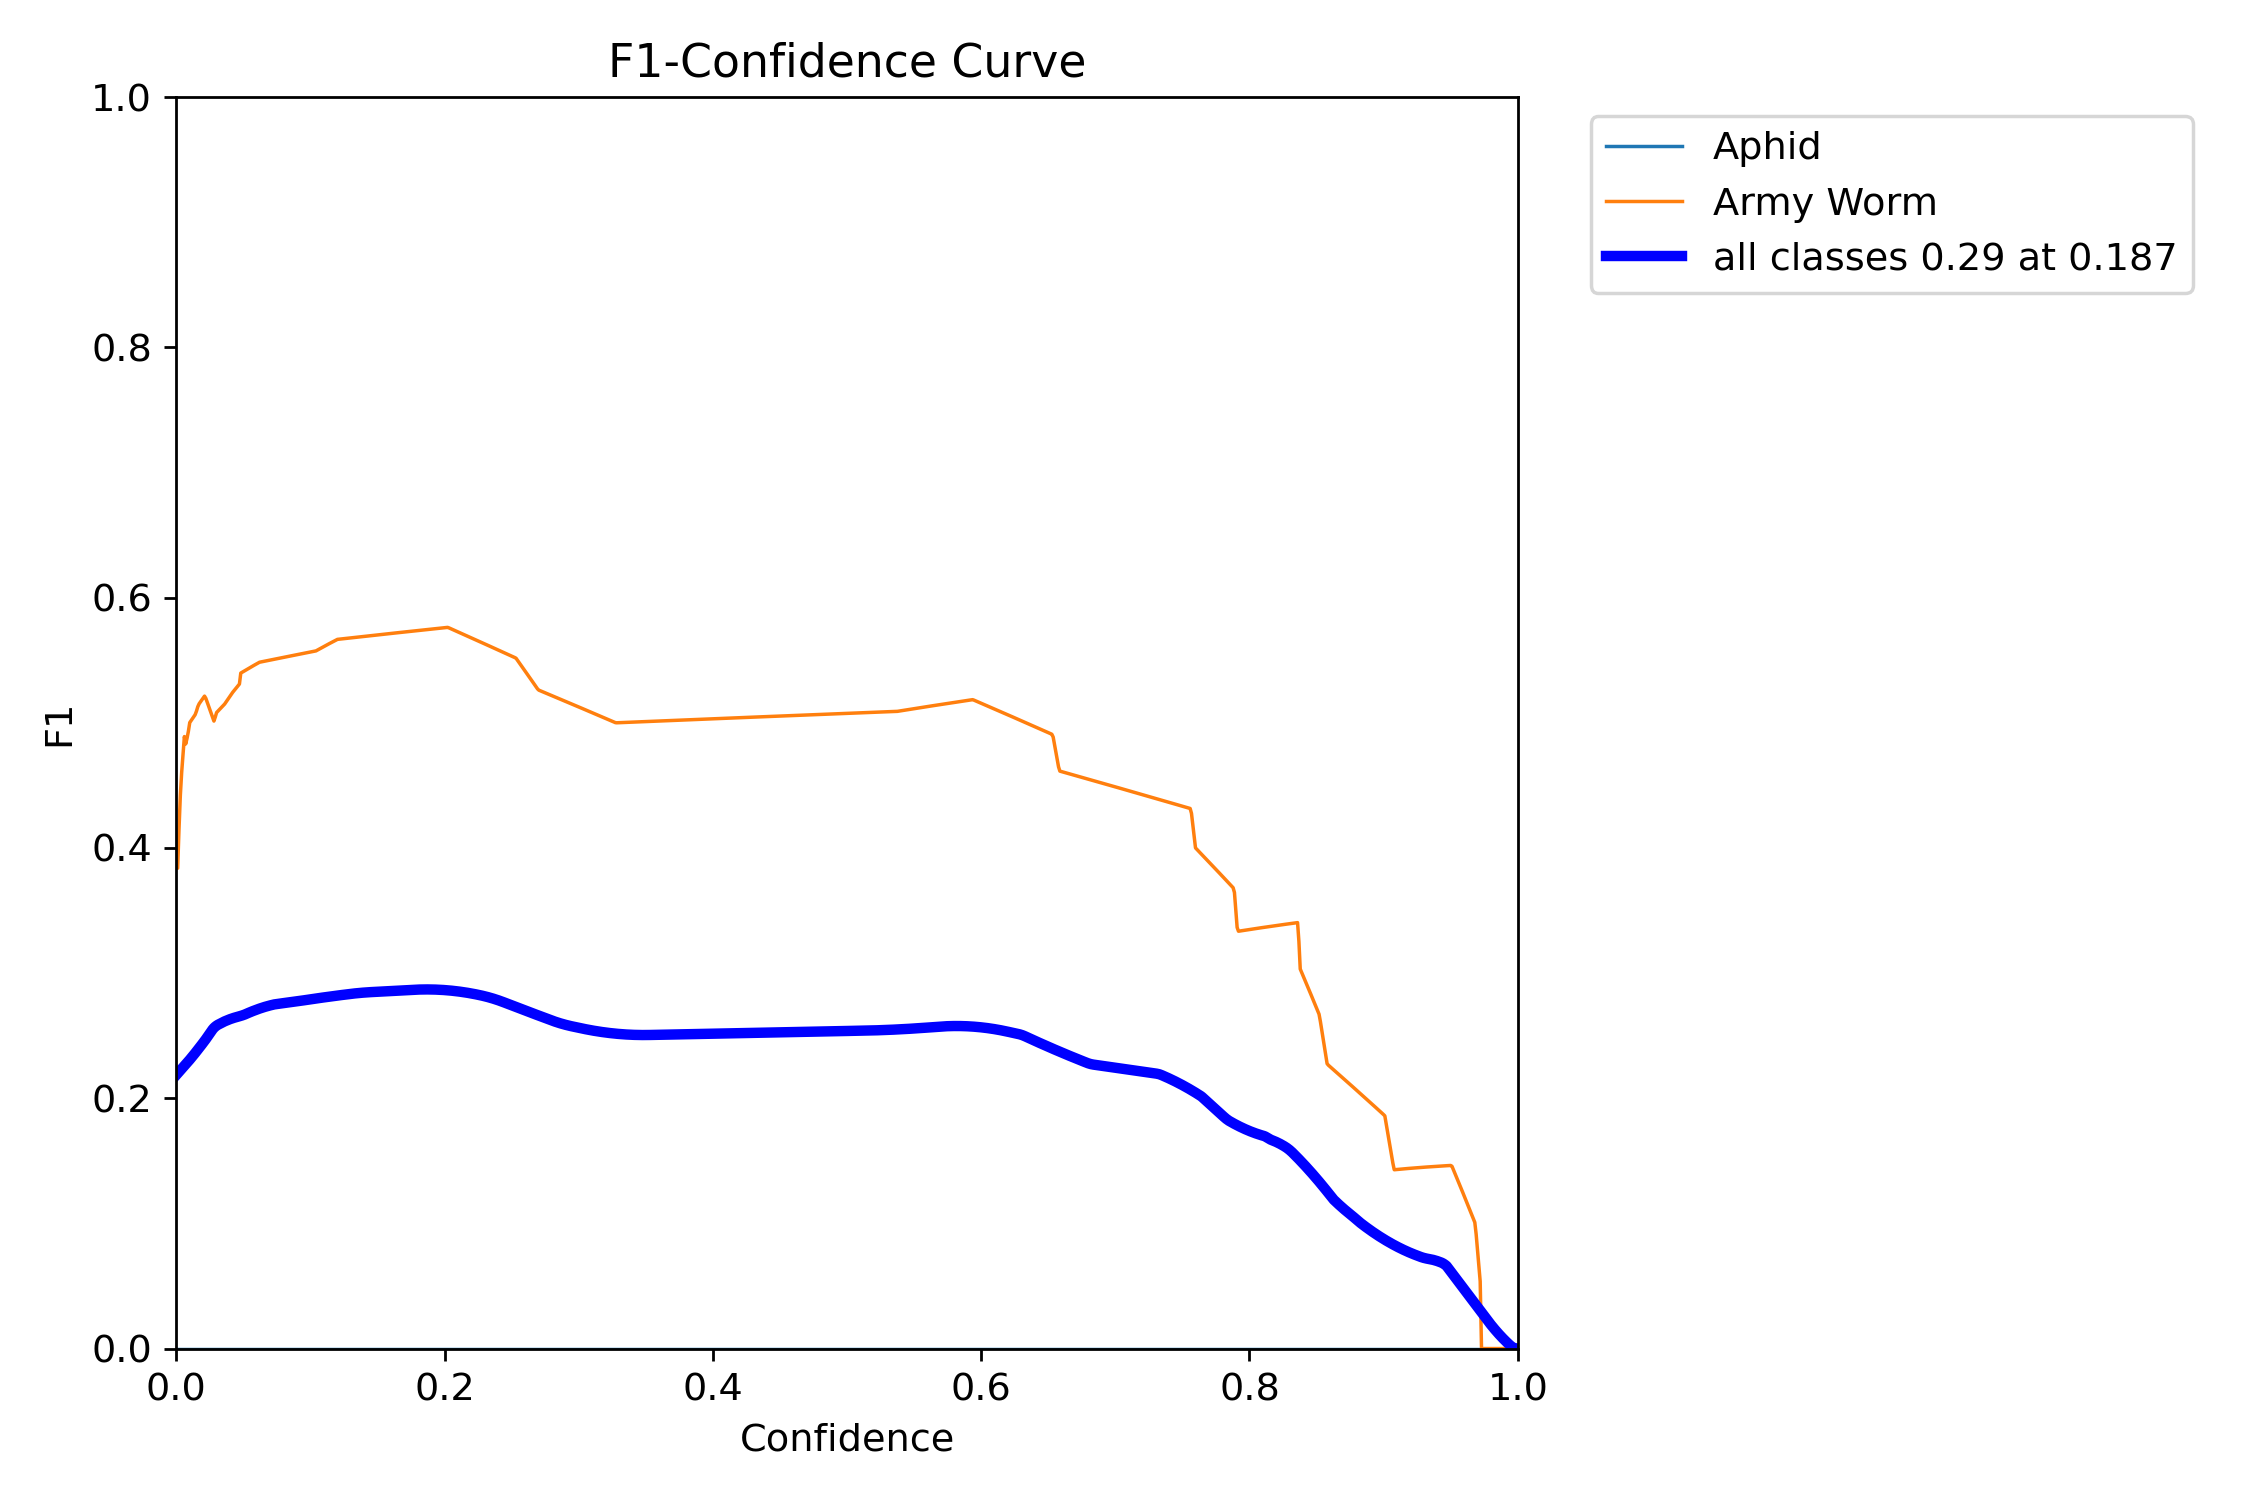 F1-Confidence Curve
1.0
0.8
0.6
0.4
0.2
0.0
F1
0.0 0.2 0.4 0.6 0.8 1.0
Confidence
Aphid
Army Worm
all classes 0.29 at 0.187